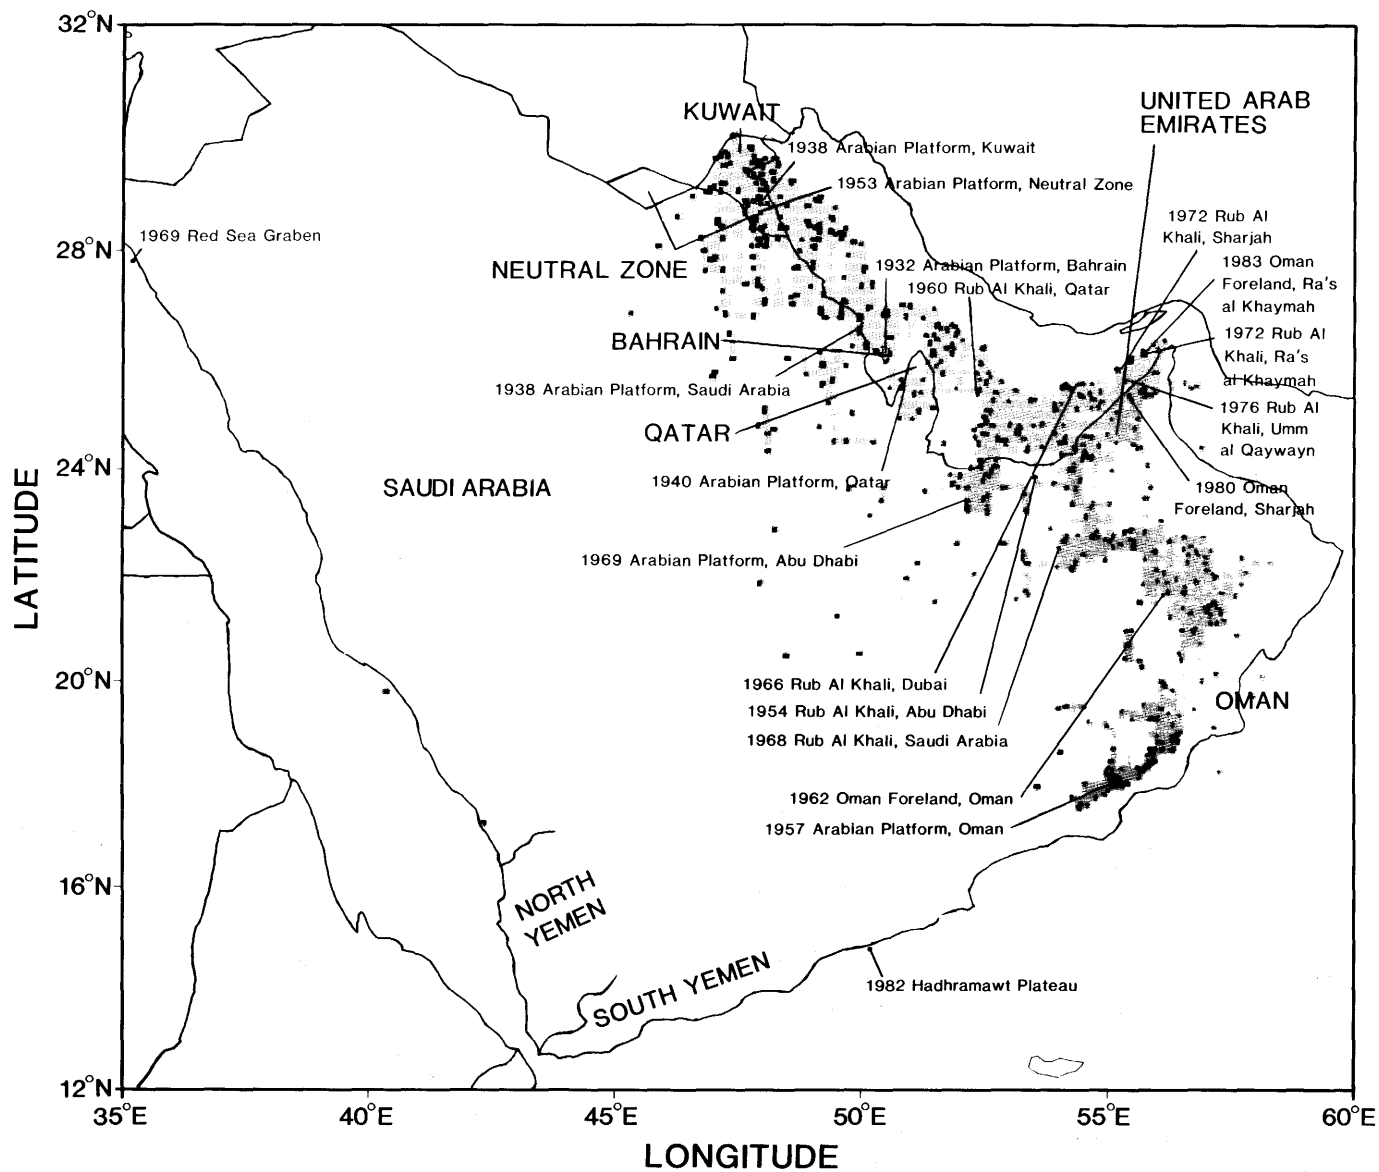 32°N
KUWAIT
UNITED ARAB
EMIRATES
1938 Arabian Platform, Kuwait
1953 Arabian Platform, Neutral Zone
1972 Rub Al
Khali, Sharjah
1969 Red Sea Graben
28°N
NEUTRAL ZONE
1932 Arabian Platform, Bahrain
1960 Rub Al Khali, Qatar
1983 Oman
Foreland, Ra's
al Khaymah
BAHRAIN
1972 Rub Al
Khali, Ra's
al Khaymah
1938 Arabian Platform, Saudi Arabia
1976 Rub Al
Khali, Umm
al Qaywayn
QATAR
24°N
SAUDI ARABIA
1940 Arabian Platform, Qatar
1980 Oman
Foreland, Sharjah
1969 Arabian Platform, Abu Dhabi
LATITUDE
20°N
1966 Rub Al Khali, Dubai
1954 Rub Al Khali, Abu Dhabi
1968 Rub Al Khali, Saudi Arabia
OMAN
1962 Oman Foreland, Oman
1957 Arabian Platform, Oman
16°N
NORTH
YEMEN
SOUTH YEMEN
1982 Hadhramawt Plateau
12°N
35°E
40°E
45°E
50°E
55°E
60°E
LONGITUDE